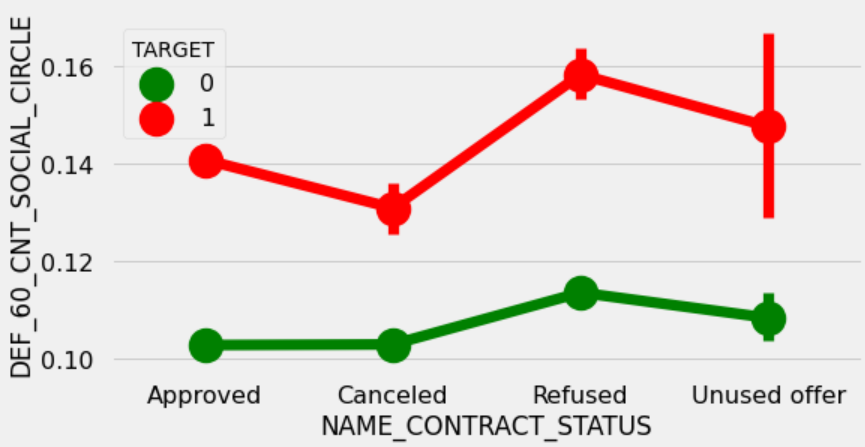 DEF_60_CNT_SOCIAL_CIRCLE
TARGET
0
1
0.16
0.14
0.12
0.10
Approved
Canceled
Refused
Unused offer
NAME_CONTRACT_STATUS